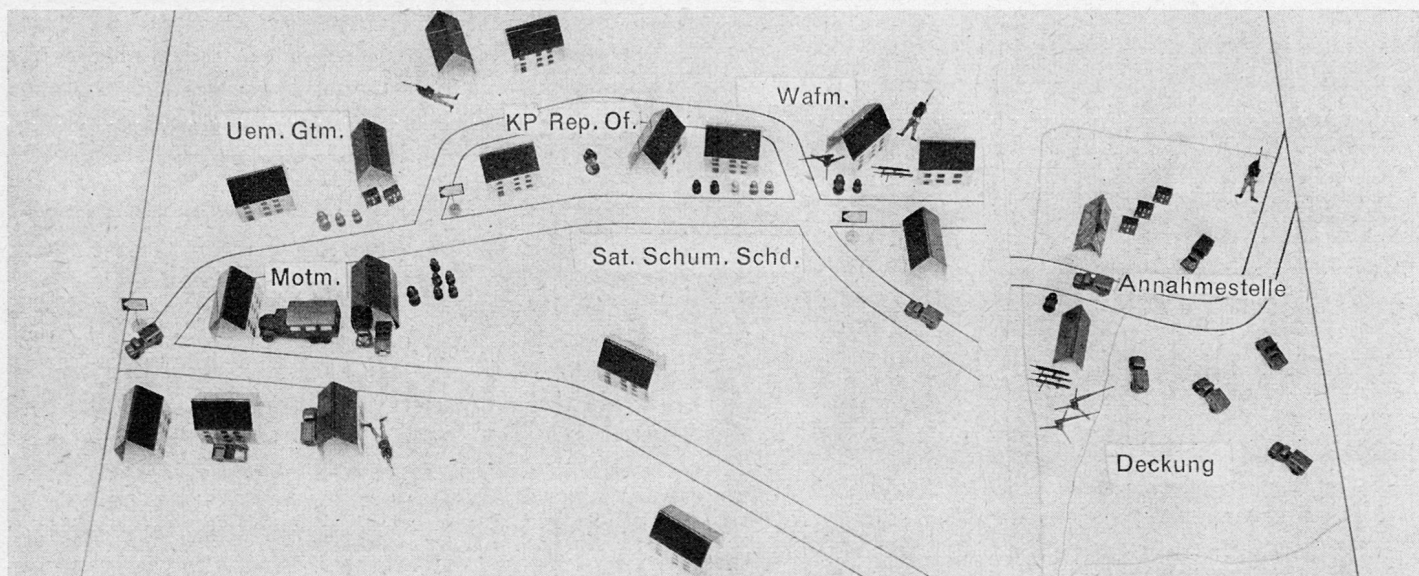 Wafm.
Uem. Gtm.
KP Rep. Of.
Sat. Schum. Schd.
Motm.
Annahmestelle
Deckung